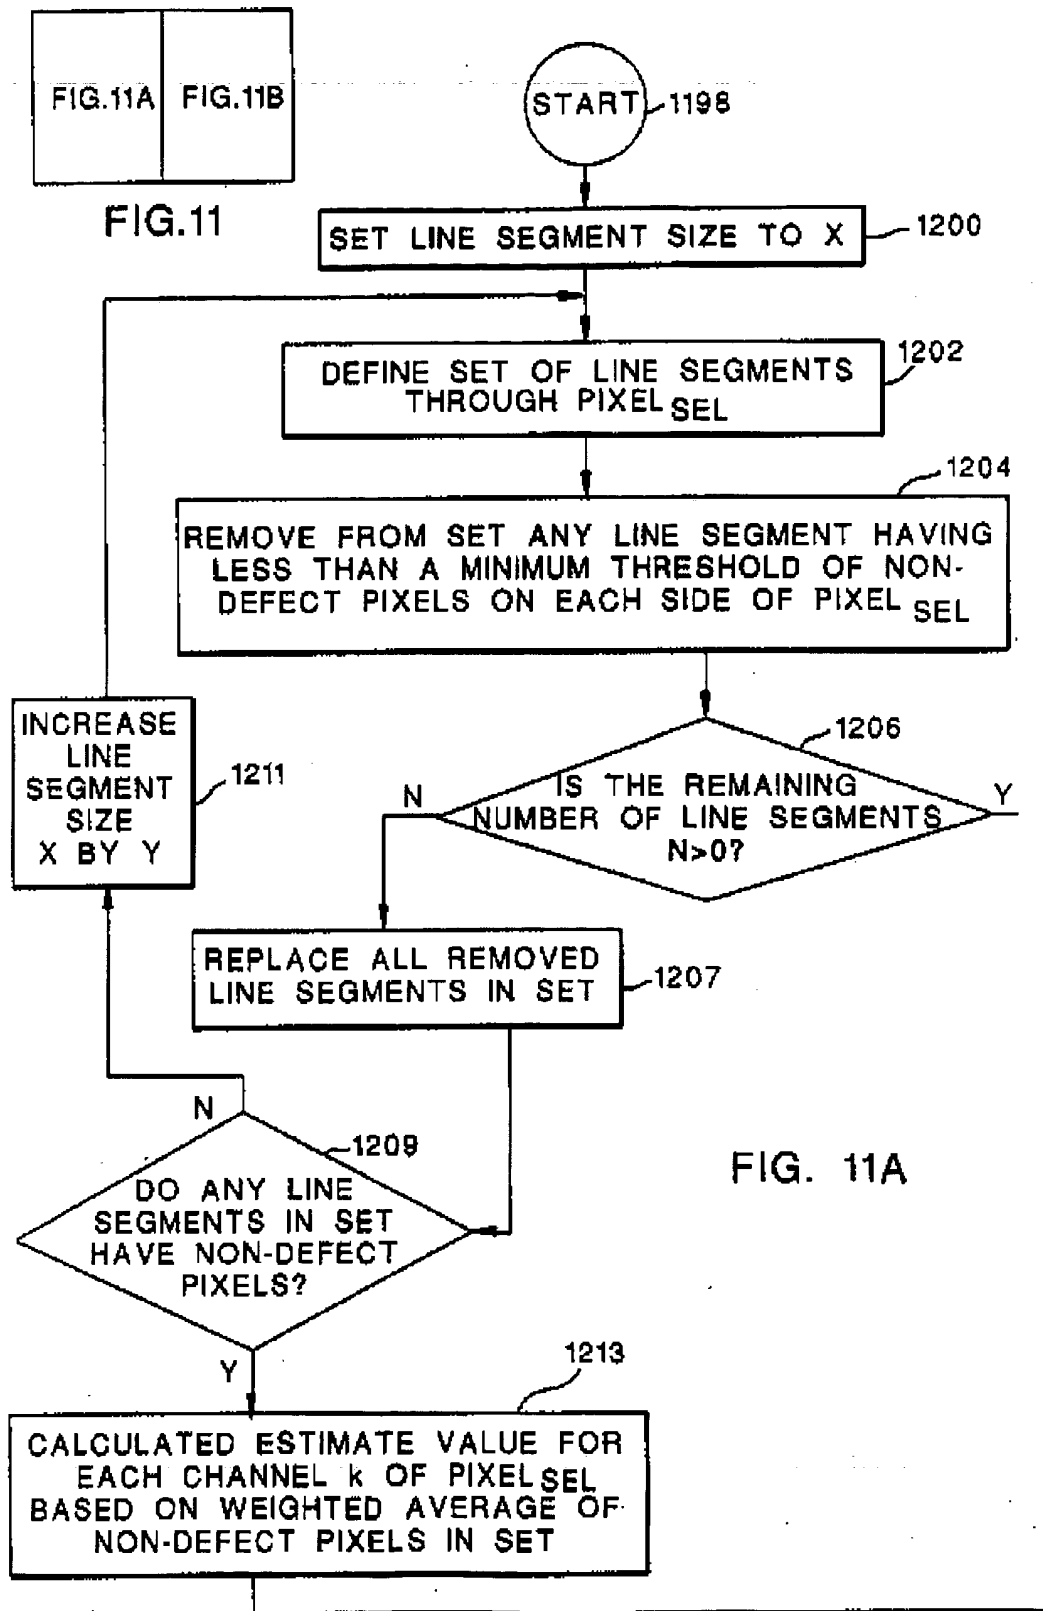 FIG.11A FIG.11B
FIG.11
START 1198
SET LINE SEGMENT SIZE TO X 1200
1202
DEFINE SET OF LINE SEGMENTS
THROUGH PIXEL SEL
1204
REMOVE FROM SET ANY LINE SEGMENT HAVING
LESS THAN A MINIMUM THRESHOLD OF NON-
DEFECT PIXELS ON EACH SIDE OF PIXEL SEL
1206
IS THE REMAINING
NUMBER OF LINE SEGMENTS
N>0?
N
Y
INCREASE
LINE
SEGMENT
SIZE
X BY Y
1211
REPLACE ALL REMOVED
LINE SEGMENTS IN SET
1207
N
1209
DO ANY LINE
SEGMENTS IN SET
HAVE NON-DEFECT
PIXELS?
FIG. 11A
Y
1213
CALCULATED ESTIMATE VALUE FOR
EACH CHANNEL k OF PIXEL SEL
BASED ON WEIGHTED AVERAGE OF
NON-DEFECT PIXELS IN SET